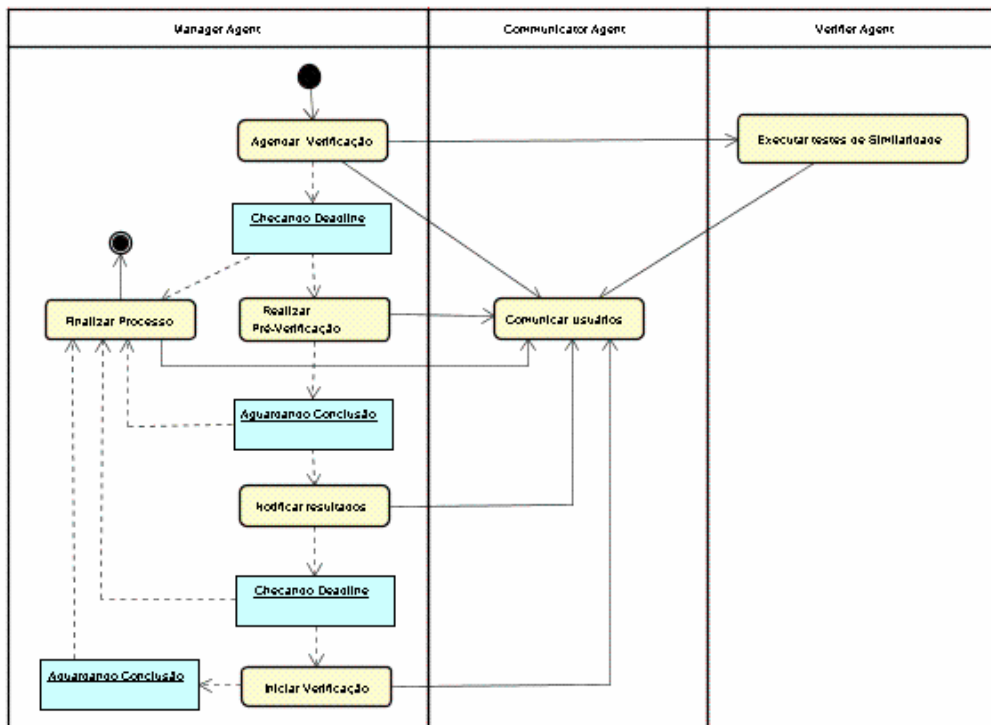 Manager Agent
Communicator Agent
Verifier Agent
Agendar Verificação
Executar testes de Similaridade
Checando Deadline
Finalizar Processo
Realizar
Pré-Verificação
Comunicar usuários
Aguardando Conclusão
Notificar resultados
Checando Deadline
Aguardando Conclusão
Iniciar Verificação